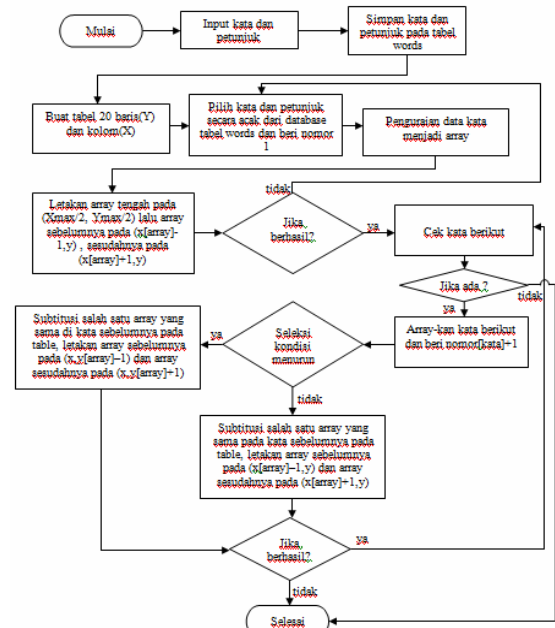 Mulai
Input kata dan
petunjuk
Simpan kata dan
petunjuk pada tabel
words
Buat tabel 20 baris(Y)
dan kolom(X)
Pilih kata dan petunjuk
secara acak dari database
tabel words dan beri nomor
1
Penguraian data kata
menjadi array
tidak
Letakan array tengah pada
(Xmax/2, Ymax/2) lalu array
sebelumnya pada (x[array]-
1,y) , sesudahnya pada
(x[array]+1,y)
Jika
berhasil?
ya
Cek kata berikut
Jika ada ?
tidak
ya
Array-kan kata berikut
dan beri nomor[kata]+1
Seleksi
kondisi
menurun
ya
Subtitusi salah satu array yang
sama di kata sebelumnya pada
table, letakan array sebelumnya
pada (x,y[array]–1) dan array
sesudahnya pada (x,y[array]+1)
tidak
Subtitusi salah satu array yang
sama pada kata sebelumnya pada
table, letakan array sebelumnya
pada (x[array]–1,y) dan array
sesudahnya pada (x[array]+1,y)
Jika
berhasil?
ya
tidak
Selesai